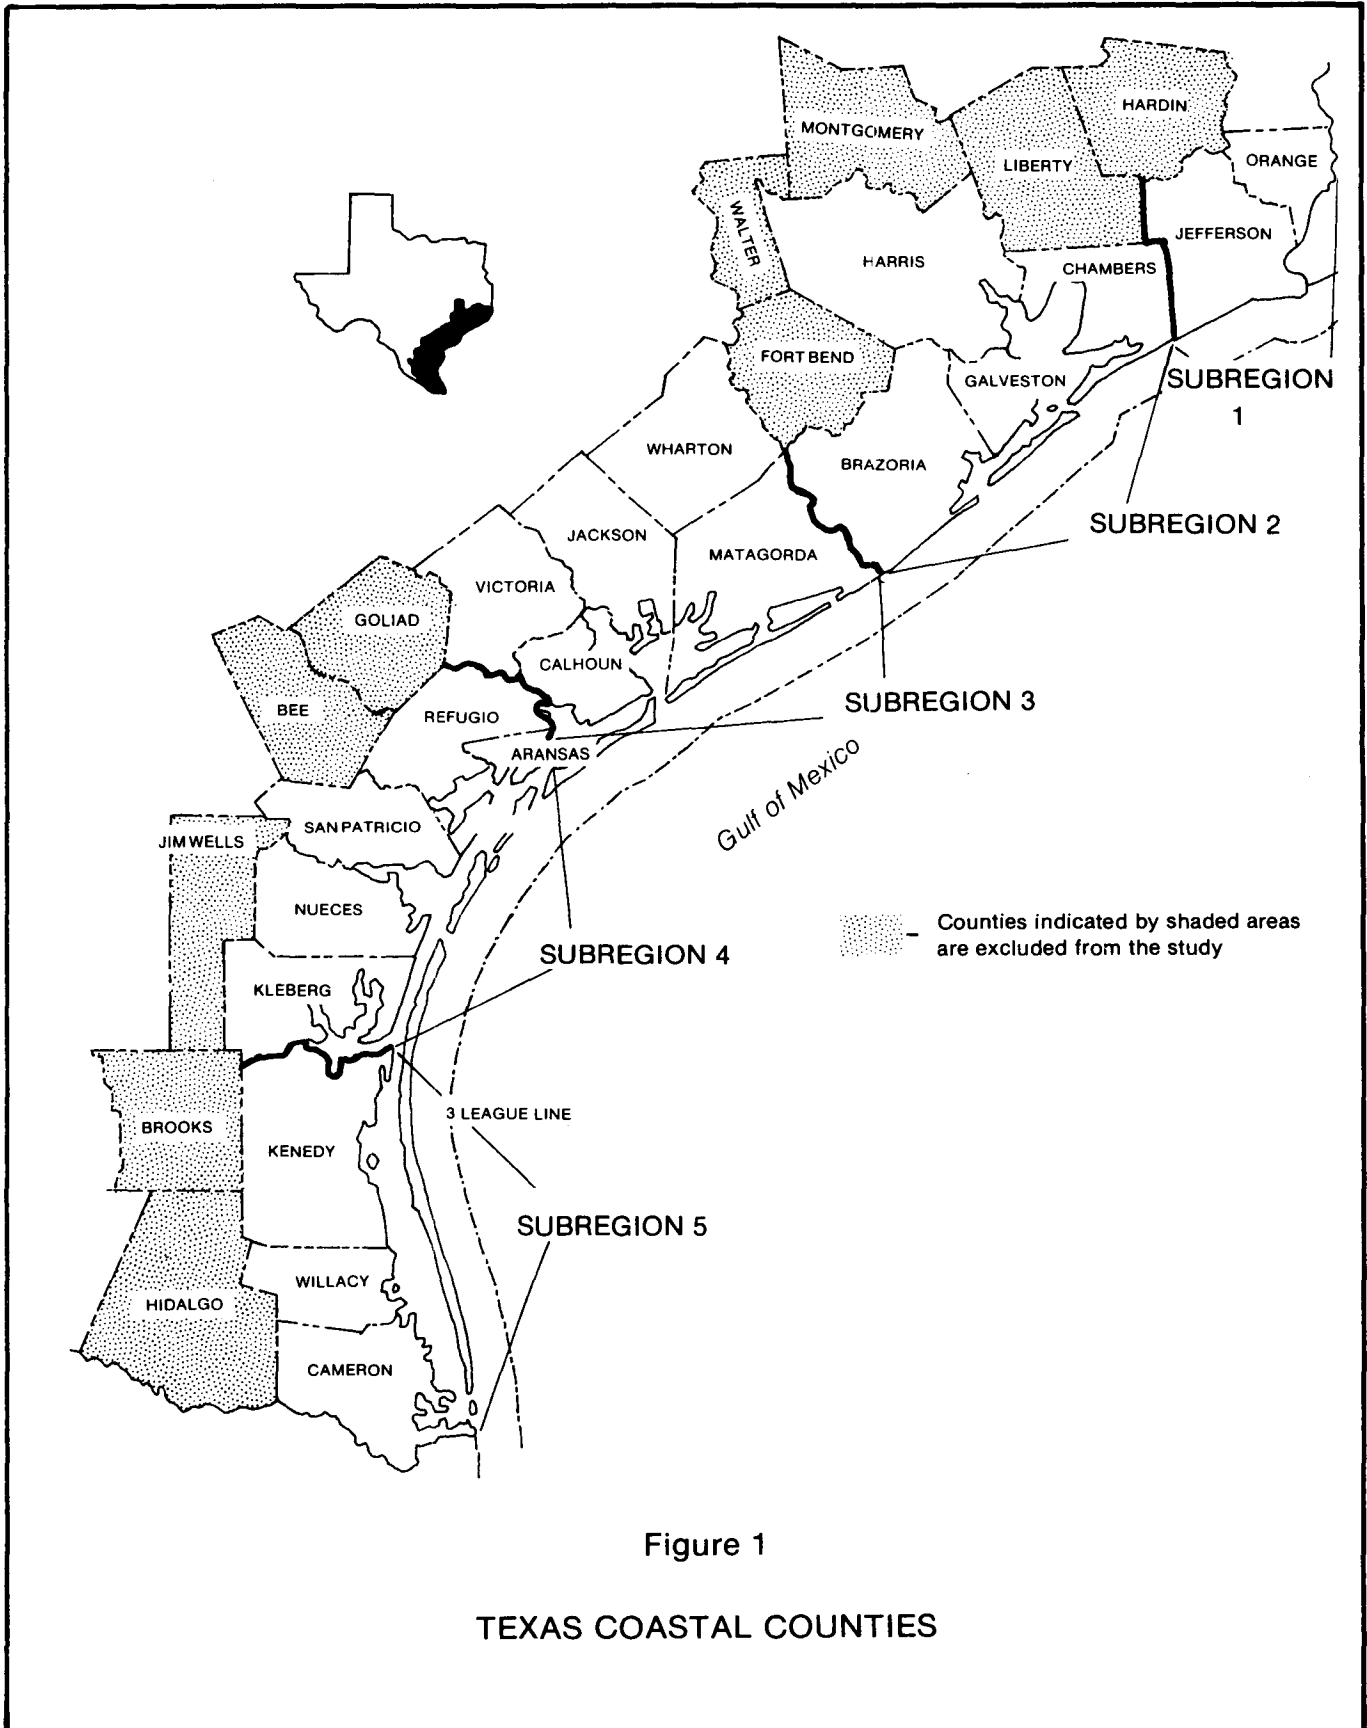 HARDIN
MONTGOMERY
ORANGE
LIBERTY
WALTER
JEFFERSON
HARRIS
CHAMBERS
FORT BEND
GALVESTON
SUBREGION
1
WHARTON
BRAZORIA
SUBREGION 2
JACKSON
MATAGORDA
VICTORIA
GOLIAD
CALHOUN
SUBREGION 3
BEE
REFUGIO
ARANSAS
Gulf of Mexico
SAN PATRICIO
JIM WELLS
NUECES
– Counties indicated by shaded areas
are excluded from the study
SUBREGION 4
KLEBERG
3 LEAGUE LINE
BROOKS
KENEDY
SUBREGION 5
WILLACY
HIDALGO
CAMERON
Figure 1
TEXAS COASTAL COUNTIES